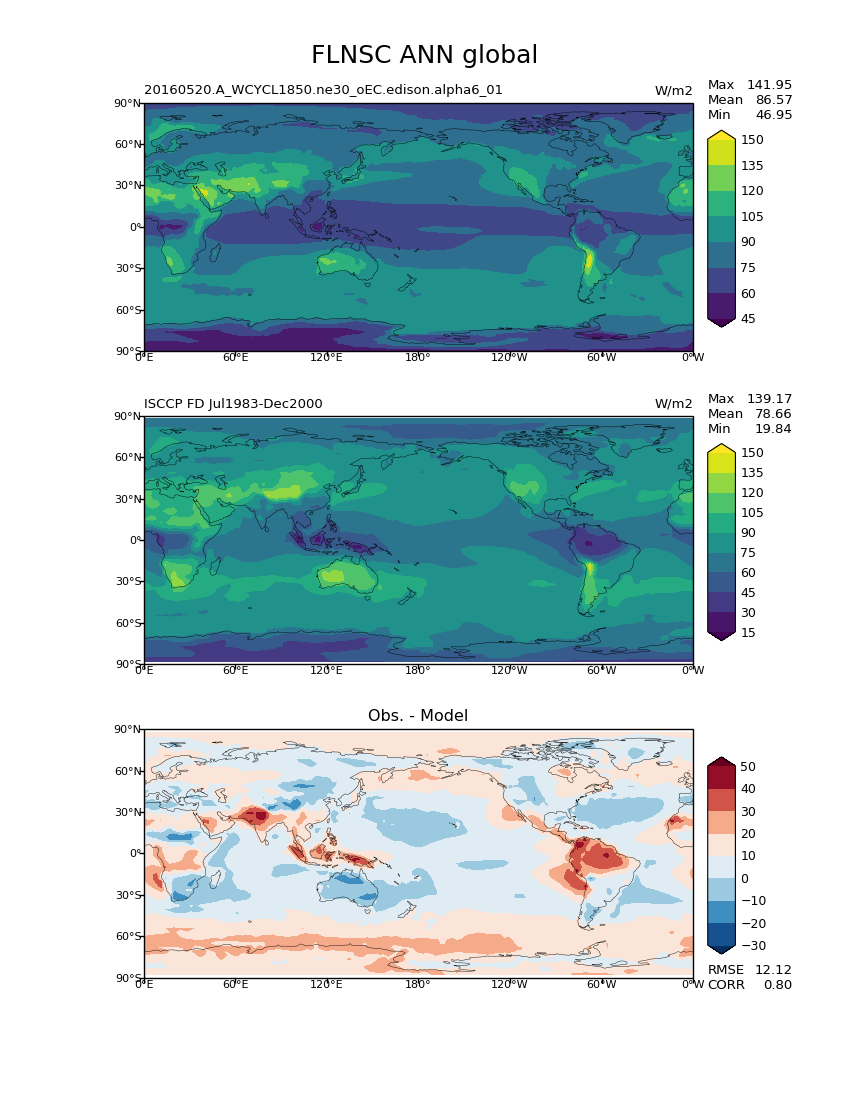 FLNSC ANN global
20160520.A_WCYCL1850.ne30_oEC.edison.alpha6_01 W/m2
Max 141.95
Mean 86.57
Min 46.95
90°N
60°N
30°N
0°
30°S
60°S
90°S
0°E 60°E 120°E 180° 120°W 60°W 0°W
150
135
120
105
90
75
60
45
ISCCP FD Jul1983-Dec2000 W/m2
Max 139.17
Mean 78.66
Min 19.84
90°N
60°N
30°N
0°
30°S
60°S
90°S
0°E 60°E 120°E 180° 120°W 60°W 0°W
150
135
120
105
90
75
60
45
30
15
Obs. - Model
90°N
60°N
30°N
0°
30°S
60°S
90°S
0°E 60°E 120°E 180° 120°W 60°W 0°W
50
40
30
20
10
0
−10
−20
−30
RMSE 12.12
CORR 0.80